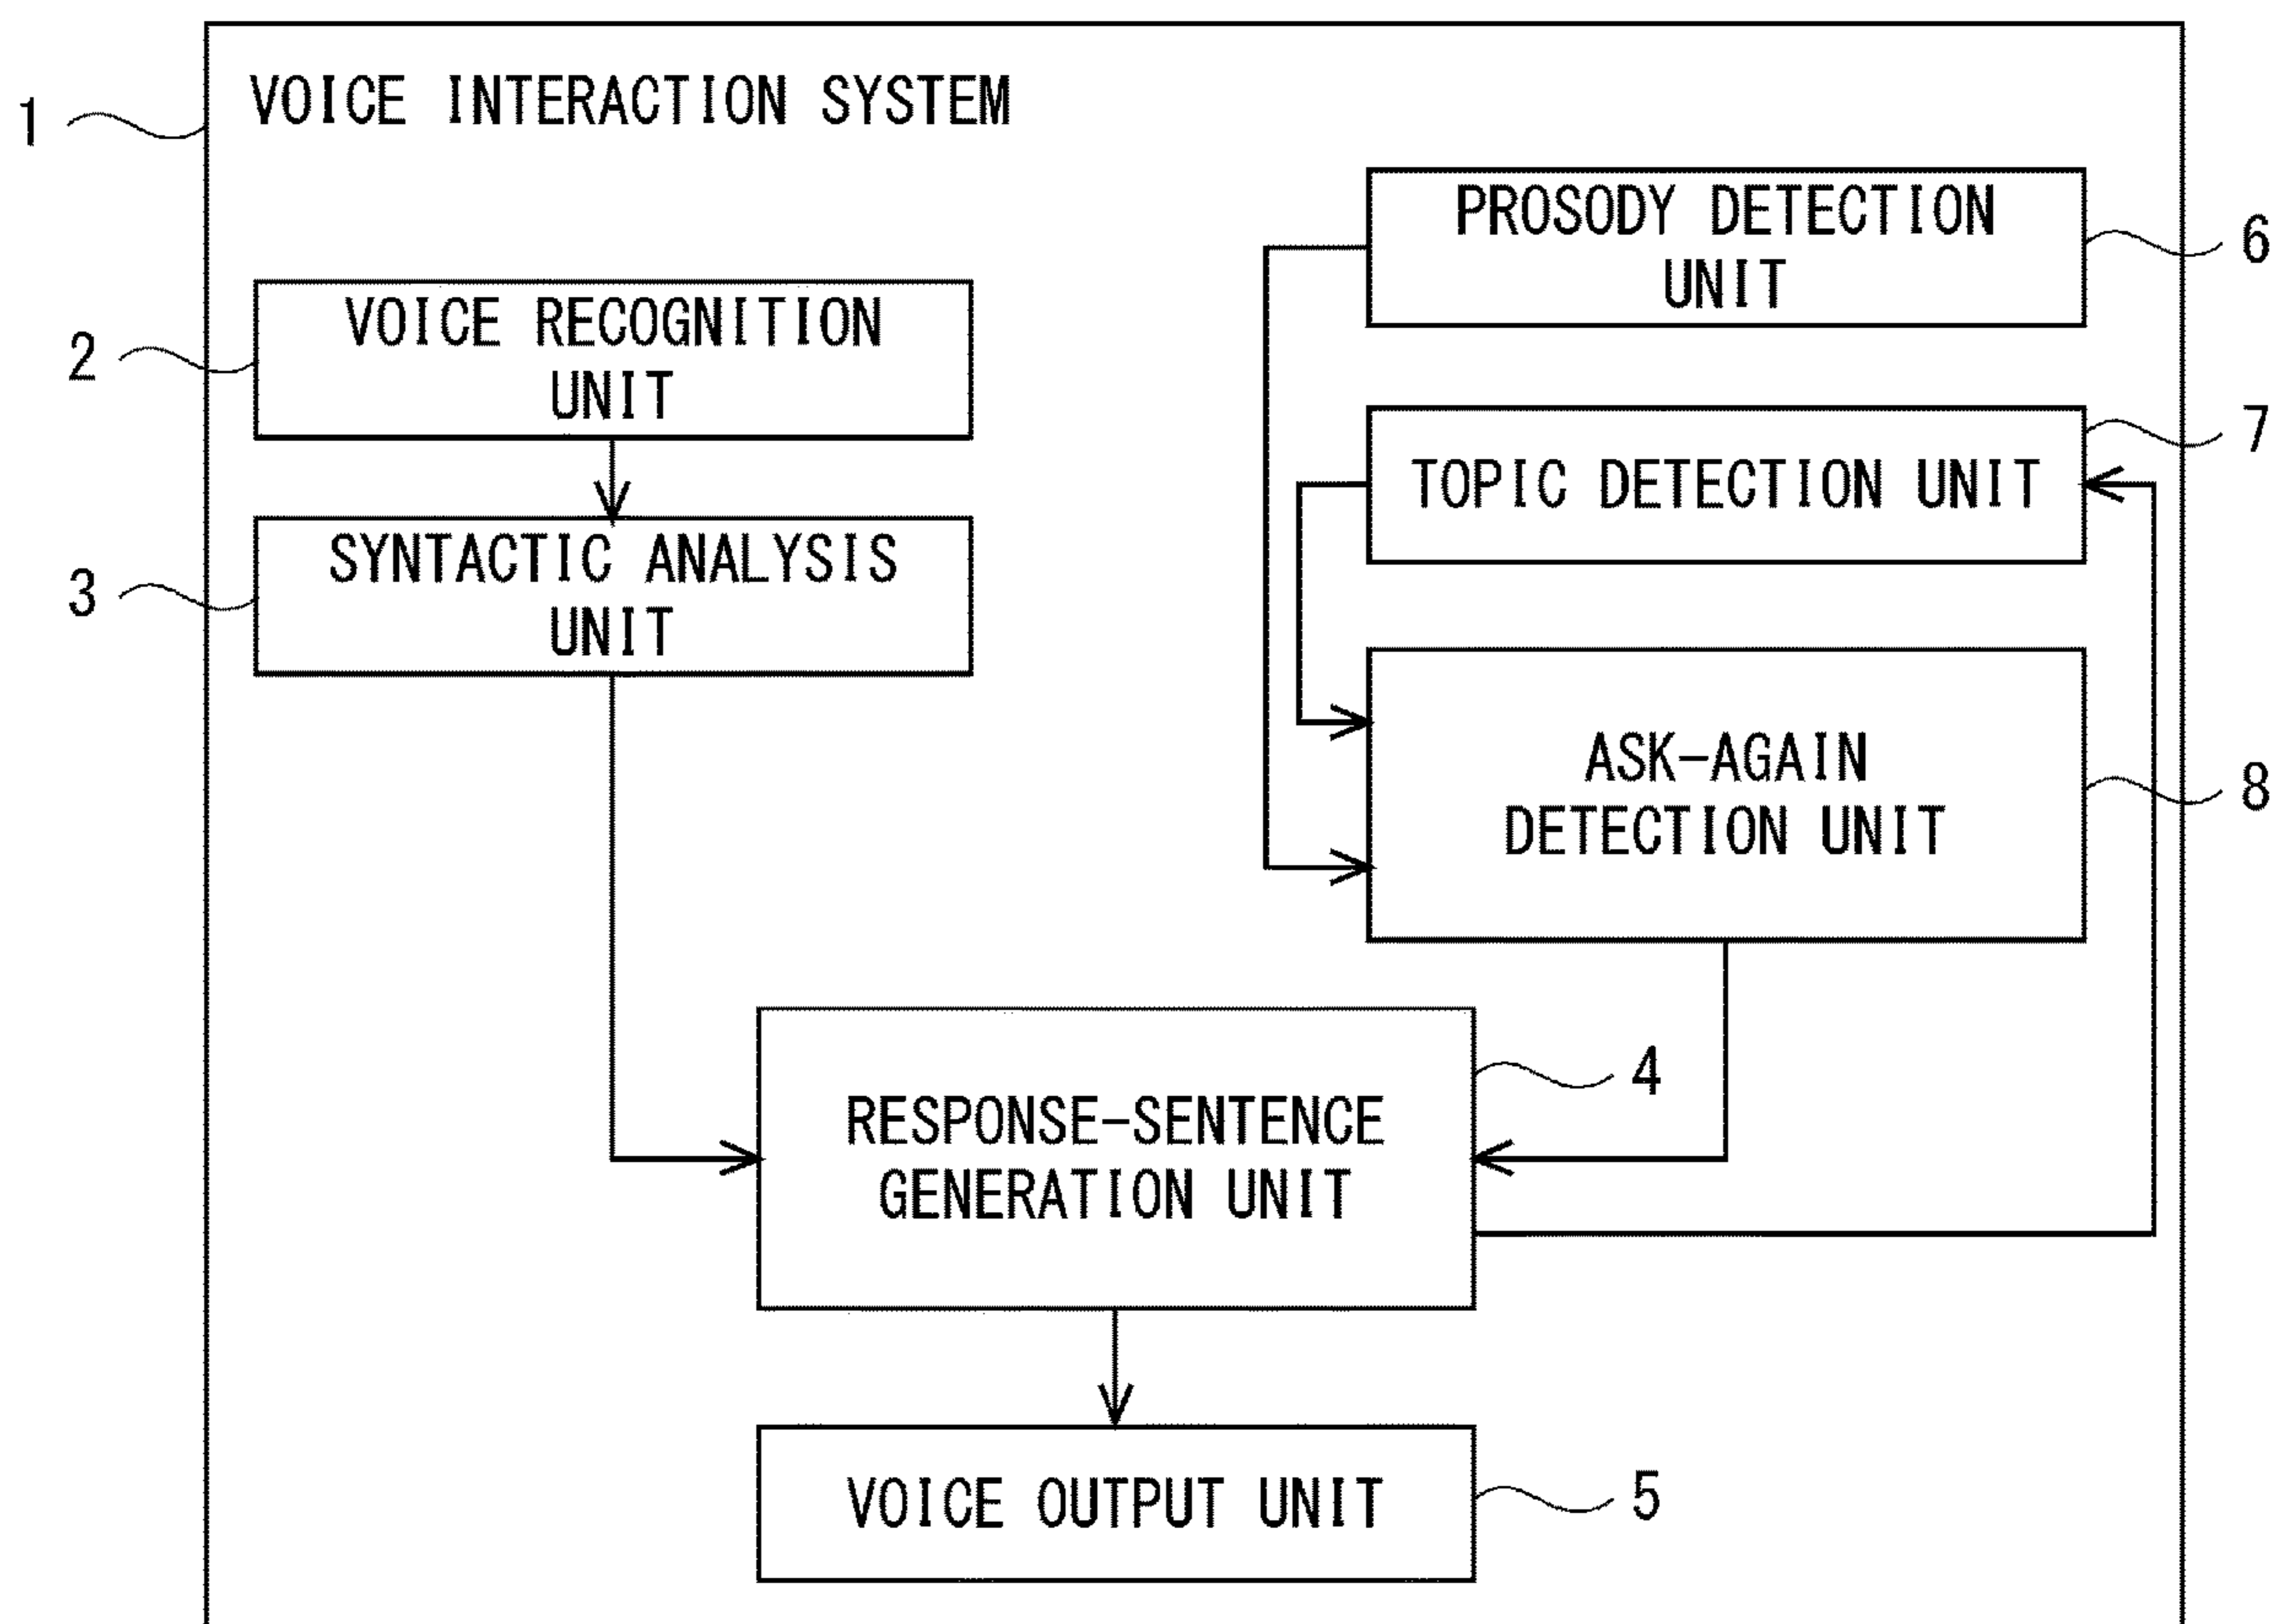 1
VOICE INTERACTION SYSTEM
PROSODY DETECTION
UNIT
6
2
VOICE RECOGNITION
UNIT
7
TOPIC DETECTION UNIT
3
SYNTACTIC ANALYSIS
UNIT
ASK-AGAIN
DETECTION UNIT
8
4
RESPONSE-SENTENCE
GENERATION UNIT
VOICE OUTPUT UNIT
5